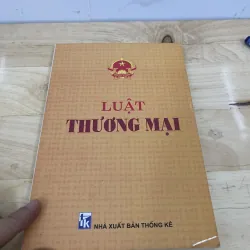 LUẬT
THƯƠNG MẠI
NHÀ XUẤT BẢN THỐNG KÊ